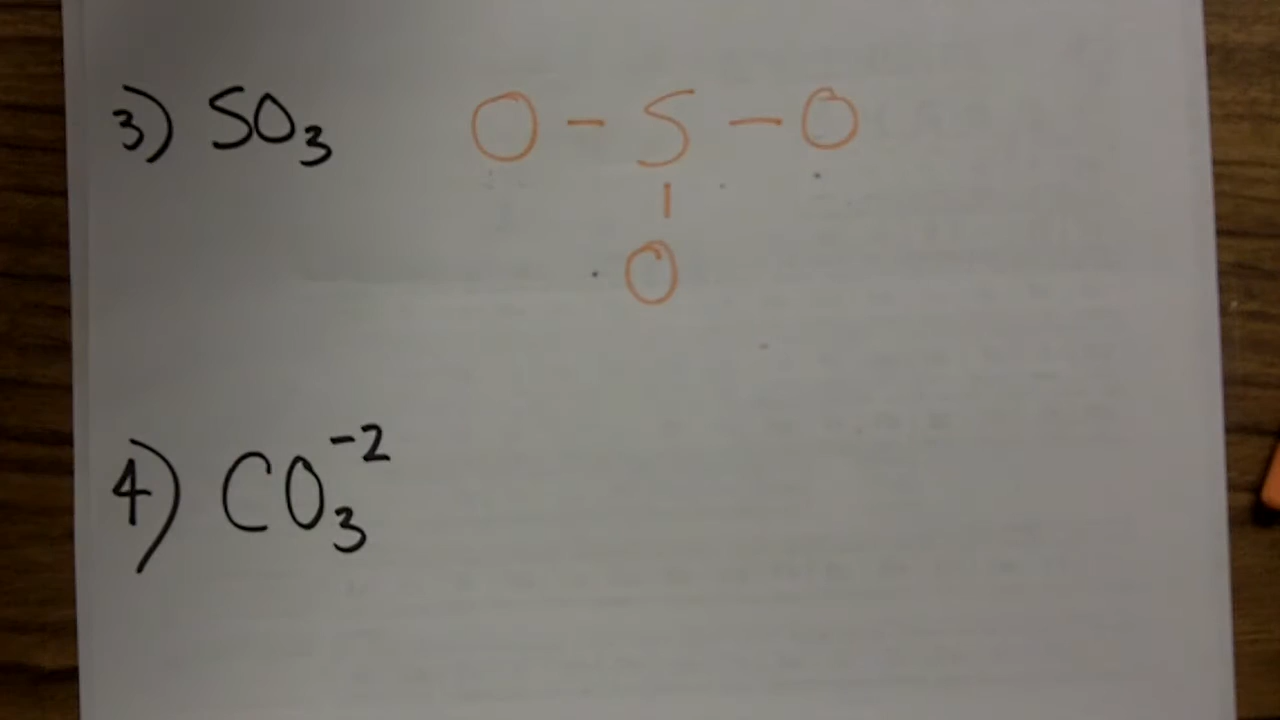 3) SO₃ O - S - O
|
O
4) CO₃⁻²